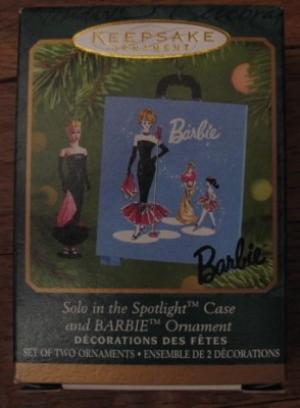 KEEPSAKE
ORNAMENT
Barbie
Barbie
Solo in the Spotlight™ Case
and BARBIE™ Ornament
DÉCORATIONS DES FÊTES
SET OF TWO ORNAMENTS • ENSEMBLE DE 2 DÉCORATIONS